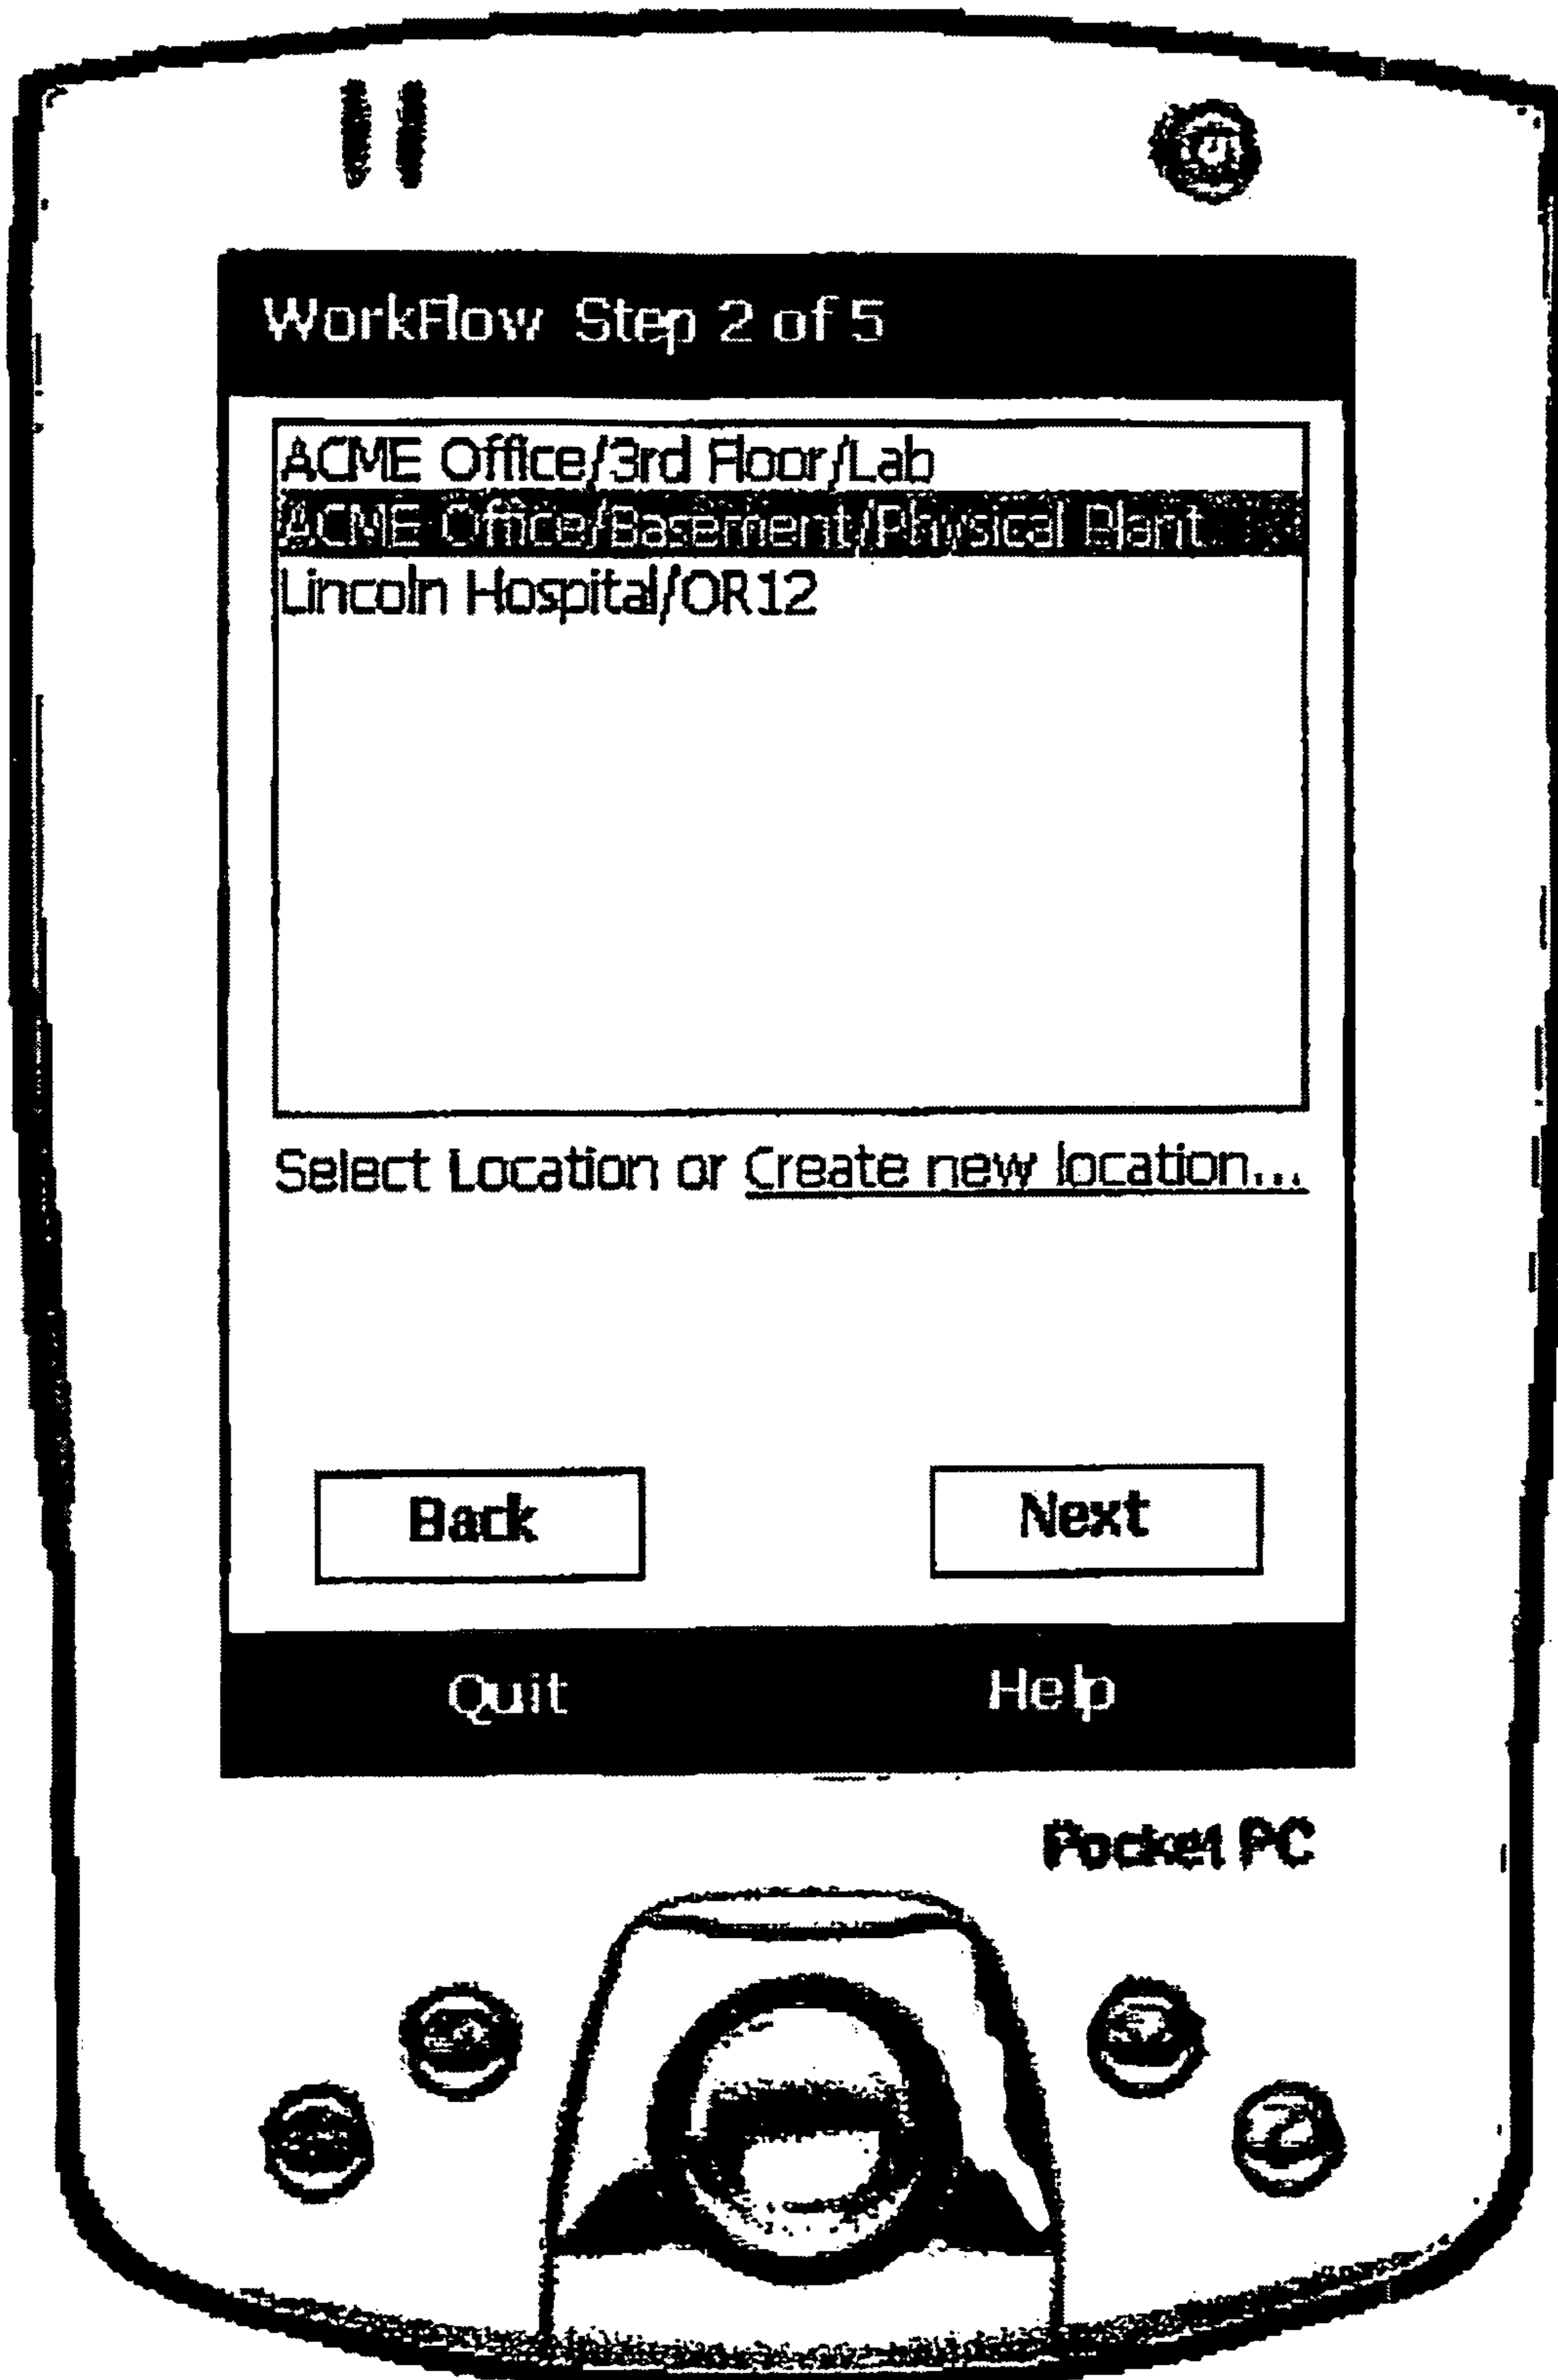 WorkFlow Step 2 of 5
ACME Office/3rd Floor/Lab
ACME Office/Basement/Physical Plant
Lincoln Hospital/OR12
Select Location or Create new location...
Back Next
Quit Help
Pocket PC